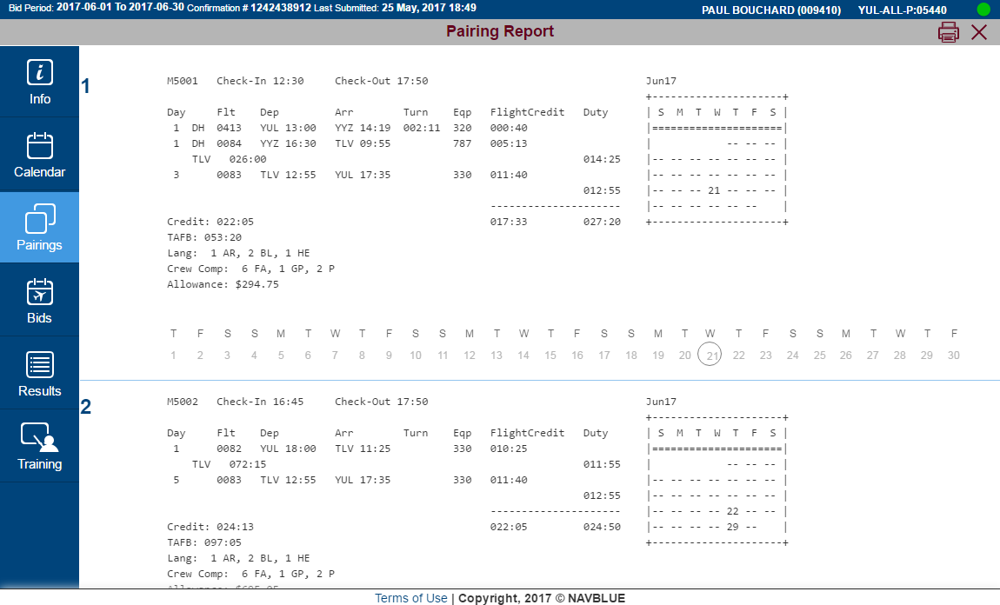 Bid Period: 2017-06-01 To 2017-06-30 Confirmation # 1242438912 Last Submitted: 25 May, 2017 18:49 PAUL BOUCHARD (009410) YUL-ALL-P:05440
Pairing Report
Info
Calendar
Pairings
Bids
Results
Training
1
M5001 Check-In 12:30 Check-Out 17:50 Jun17
+---------------------+
Day Flt Dep Arr Turn Eqp FlightCredit Duty | S M T W T F S |
1 DH 0413 YUL 13:00 YYZ 14:19 002:11 320 000:40 |=====================|
1 DH 0084 YYZ 16:30 TLV 09:55 787 005:13 | -- -- -- |
TLV 026:00 014:25 |-- -- -- -- -- -- -- |
3 0083 TLV 12:55 YUL 17:35 330 011:40 |-- -- -- -- -- -- -- |
012:55 |-- -- -- 21 -- -- -- |
--------------------- |-- -- -- -- -- -- |
Credit: 022:05 017:33 027:20 +---------------------+
TAFB: 053:20
Lang: 1 AR, 2 BL, 1 HE
Crew Comp: 6 FA, 1 GP, 2 P
Allowance: $294.75
T F S S M T W T F S S M T W T F S S M T W T F S S M T W T F
1 2 3 4 5 6 7 8 9 10 11 12 13 14 15 16 17 18 19 20 21 22 23 24 25 26 27 28 29 30
2
M5002 Check-In 16:45 Check-Out 17:50 Jun17
+---------------------+
Day Flt Dep Arr Turn Eqp FlightCredit Duty | S M T W T F S |
1 0082 YUL 18:00 TLV 11:25 330 010:25 |=====================|
TLV 072:15 011:55 | -- -- -- |
5 0083 TLV 12:55 YUL 17:35 330 011:40 |-- -- -- -- -- -- -- |
012:55 |-- -- -- -- -- -- -- |
--------------------- |-- -- -- -- 22 -- -- |
Credit: 024:13 022:05 024:50 |-- -- -- -- 29 -- |
TAFB: 097:05 +---------------------+
Lang: 1 AR, 2 BL, 1 HE
Crew Comp: 6 FA, 1 GP, 2 P
Allowance:
Terms of Use | Copyright, 2017 © NAVBLUE